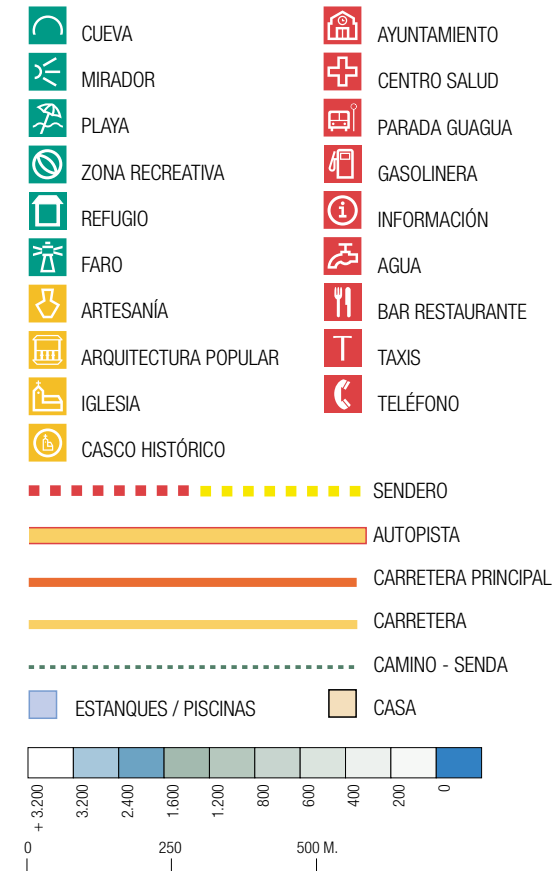 CUEVA
MIRADOR
PLAYA
ZONA RECREATIVA
REFUGIO
FARO
ARTESANÍA
ARQUITECTURA POPULAR
IGLESIA
CASCO HISTÓRICO
AYUNTAMIENTO
CENTRO SALUD
PARADA GUAGUA
GASOLINERA
INFORMACIÓN
AGUA
BAR RESTAURANTE
T TAXIS
TELÉFONO
SENDERO
AUTOPISTA
CARRETERA PRINCIPAL
CARRETERA
CAMINO - SENDA
ESTANQUES / PISCINAS
CASA
+ 3.200
3.200
2.400
1.600
1.200
800
600
400
200
0
0 250 500 M.